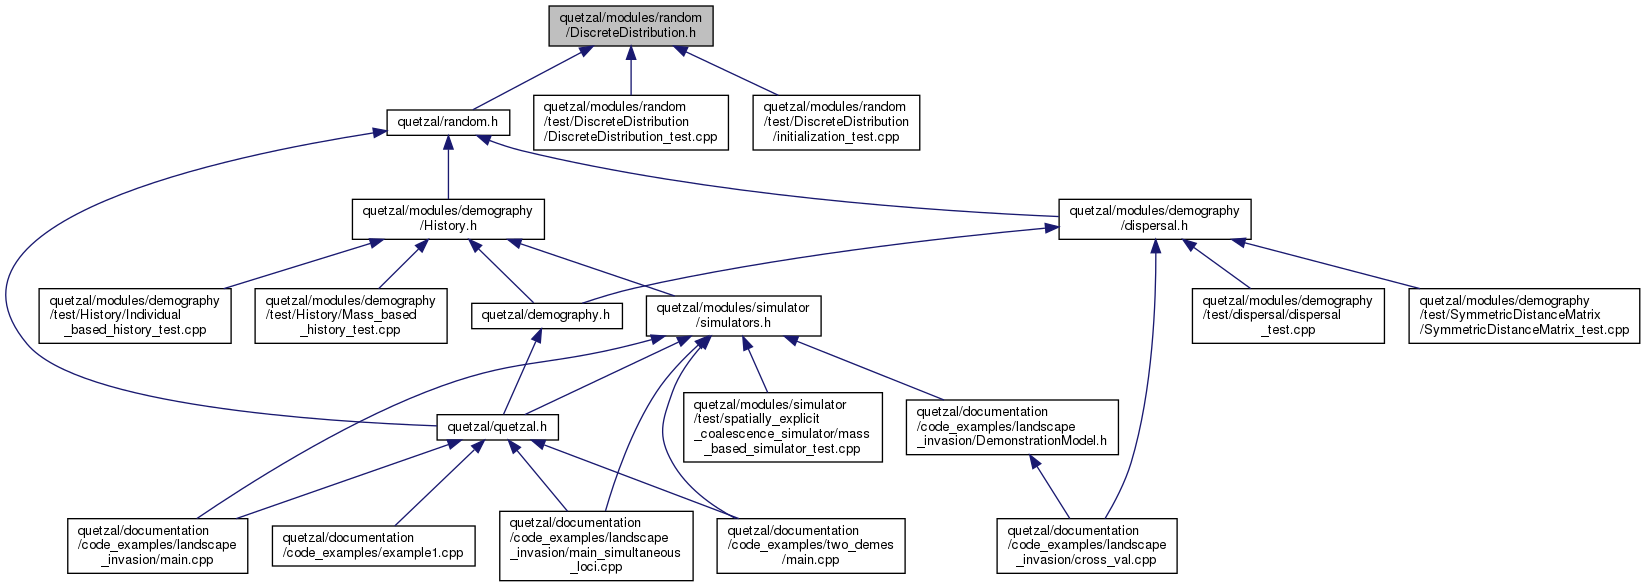 quetzal/modules/random
/DiscreteDistribution.h
quetzal/random.h
quetzal/modules/random
/test/DiscreteDistribution
/DiscreteDistribution_test.cpp
quetzal/modules/random
/test/DiscreteDistribution
/initialization_test.cpp
quetzal/modules/demography
/History.h
quetzal/modules/demography
/dispersal.h
quetzal/modules/demography
/test/History/Individual
_based_history_test.cpp
quetzal/modules/demography
/test/History/Mass_based
_history_test.cpp
quetzal/demography.h
quetzal/modules/simulator
/simulators.h
quetzal/modules/demography
/test/dispersal/dispersal
_test.cpp
quetzal/modules/demography
/test/SymmetricDistanceMatrix
/SymmetricDistanceMatrix_test.cpp
quetzal/quetzal.h
quetzal/modules/simulator
/test/spatially_explicit
_coalescence_simulator/mass
_based_simulator_test.cpp
quetzal/documentation
/code_examples/landscape
_invasion/DemonstrationModel.h
quetzal/documentation
/code_examples/landscape
_invasion/main.cpp
quetzal/documentation
/code_examples/example1.cpp
quetzal/documentation
/code_examples/landscape
_invasion/main_simultaneous
_loci.cpp
quetzal/documentation
/code_examples/two_demes
/main.cpp
quetzal/documentation
/code_examples/landscape
_invasion/cross_val.cpp